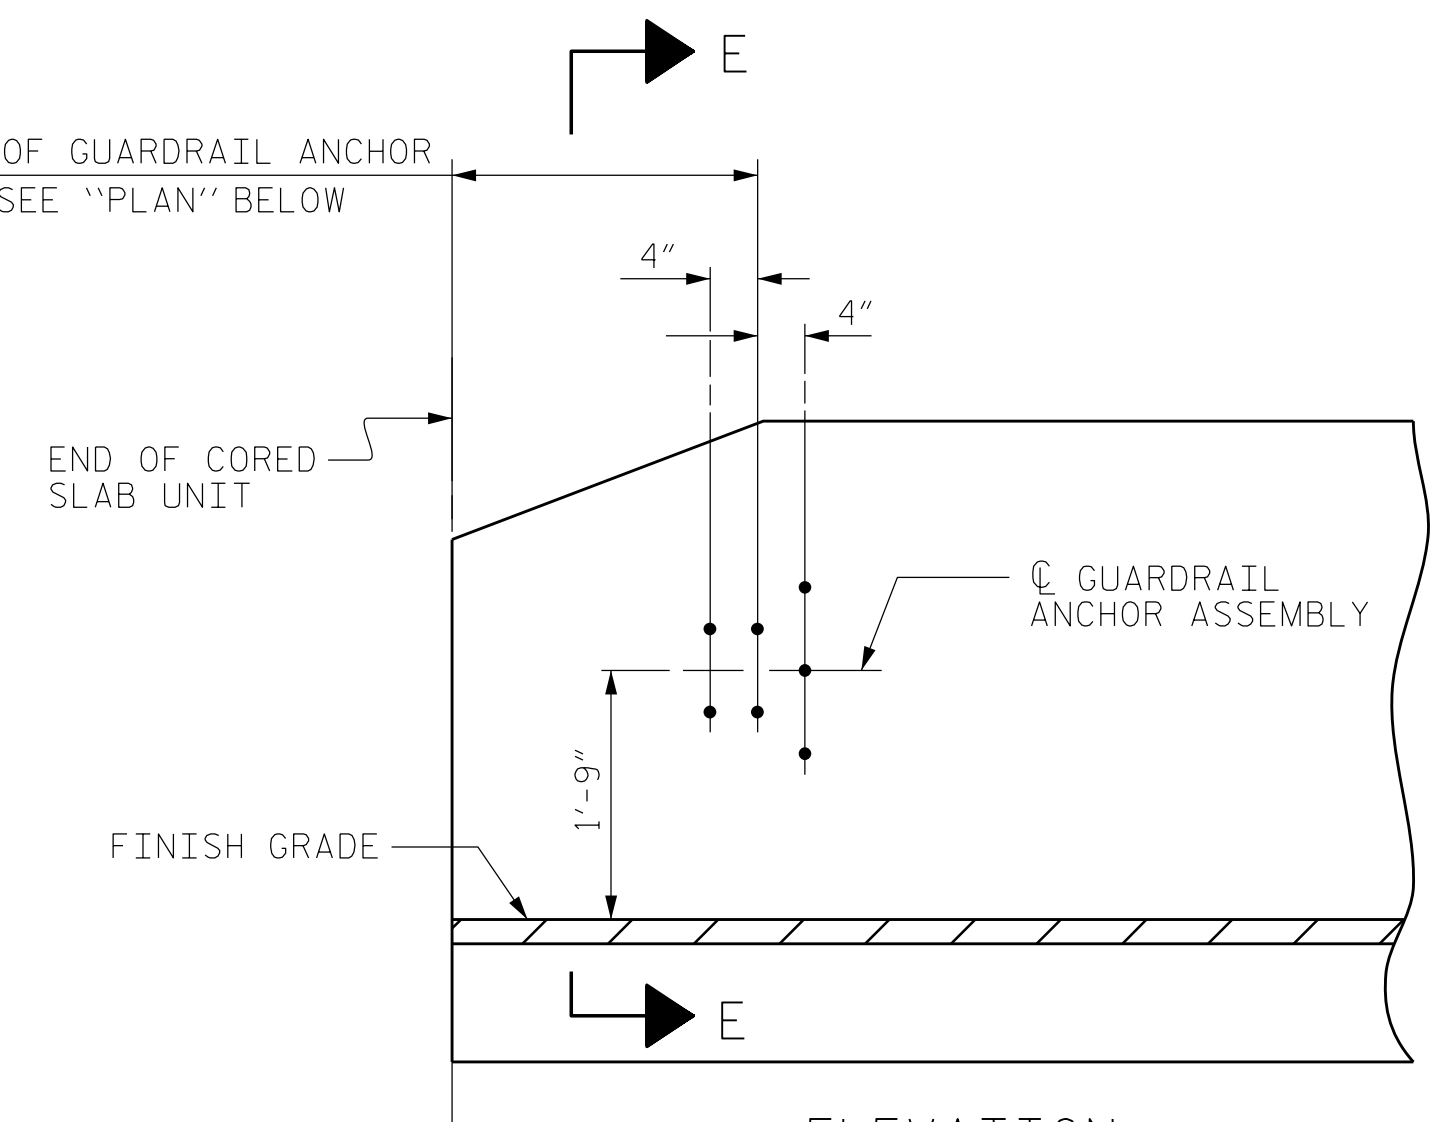 E
OF GUARDRAIL ANCHOR
SEE "PLAN" BELOW
4"
4"
END OF CORED
SLAB UNIT
℄ GUARDRAIL
ANCHOR ASSEMBLY
1'-9"
FINISH GRADE
E
ELEVATION